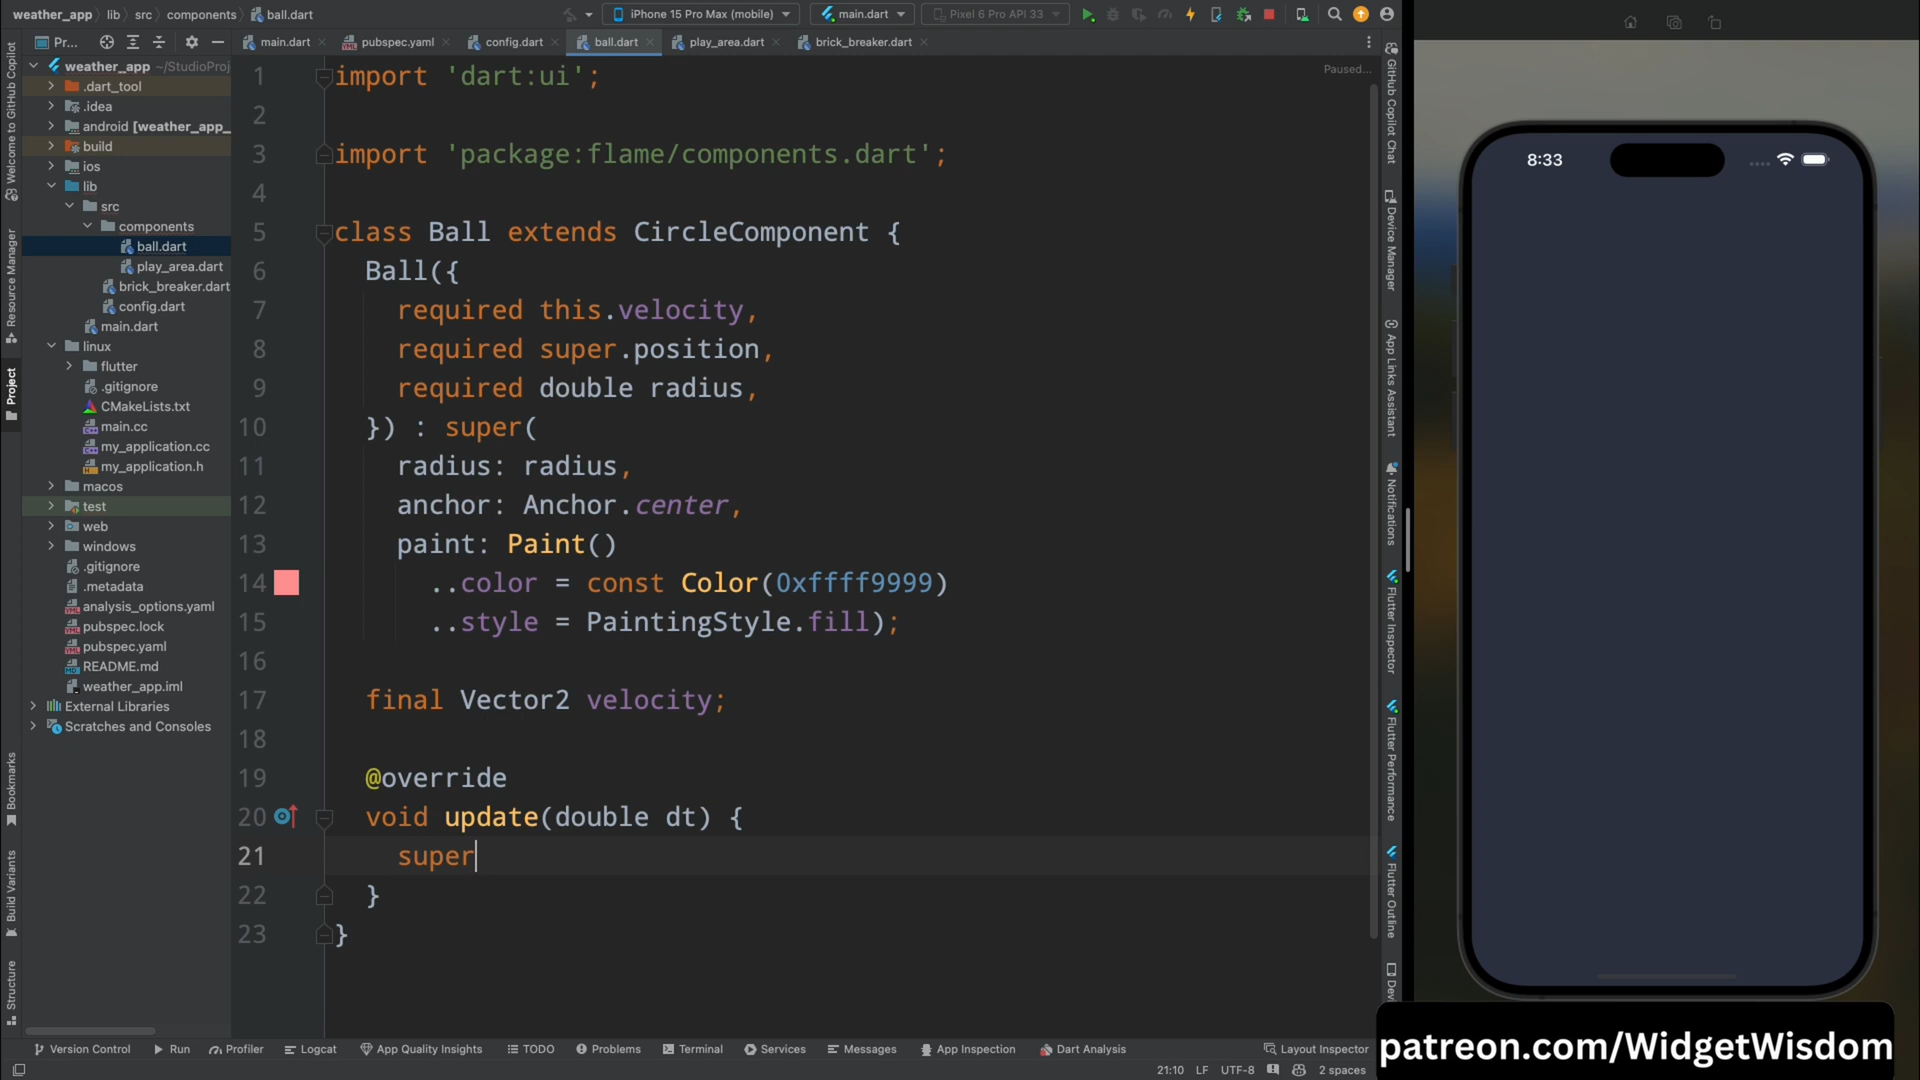 weather_app
lib
src
components
ball.dart
iPhone 15 Pro Max (mobile)
main.dart
Pixel 6 Pro API 33
Pr...
main.dart
pubspec.yaml
config.dart
ball.dart
play_area.dart
brick_breaker.dart
Welcome to GitHub Copilot
Resource Manager
Project
Bookmarks
Build Variants
Structure
weather_app ~/StudioProj
.dart_tool
.idea
android [weather_app_
build
ios
lib
src
components
ball.dart
play_area.dart
brick_breaker.dart
config.dart
main.dart
linux
flutter
.gitignore
CMakeLists.txt
main.cc
my_application.cc
my_application.h
macos
test
web
windows
.gitignore
.metadata
analysis_options.yaml
pubspec.lock
pubspec.yaml
README.md
weather_app.iml
External Libraries
Scratches and Consoles
Paused...
1 import 'dart:ui';
2
3 import 'package:flame/components.dart';
4
5 class Ball extends CircleComponent {
6 Ball({
7 required this.velocity,
8 required super.position,
9 required double radius,
10 }) : super(
11 radius: radius,
12 anchor: Anchor.center,
13 paint: Paint()
14 ..color = const Color(0xffff9999)
15 ..style = PaintingStyle.fill);
16
17 final Vector2 velocity;
18
19 @override
20 void update(double dt) {
21 super
22 }
23 }
GitHub Copilot Chat
Device Manager
App Links Assistant
Notifications
Flutter Inspector
Flutter Performance
Flutter Outline
Devi
8:33
Version Control
Run
Profiler
Logcat
App Quality Insights
TODO
Problems
Terminal
Services
Messages
App Inspection
Dart Analysis
Layout Inspector
21:10
LF
UTF-8
2 spaces
patreon.com/WidgetWisdom